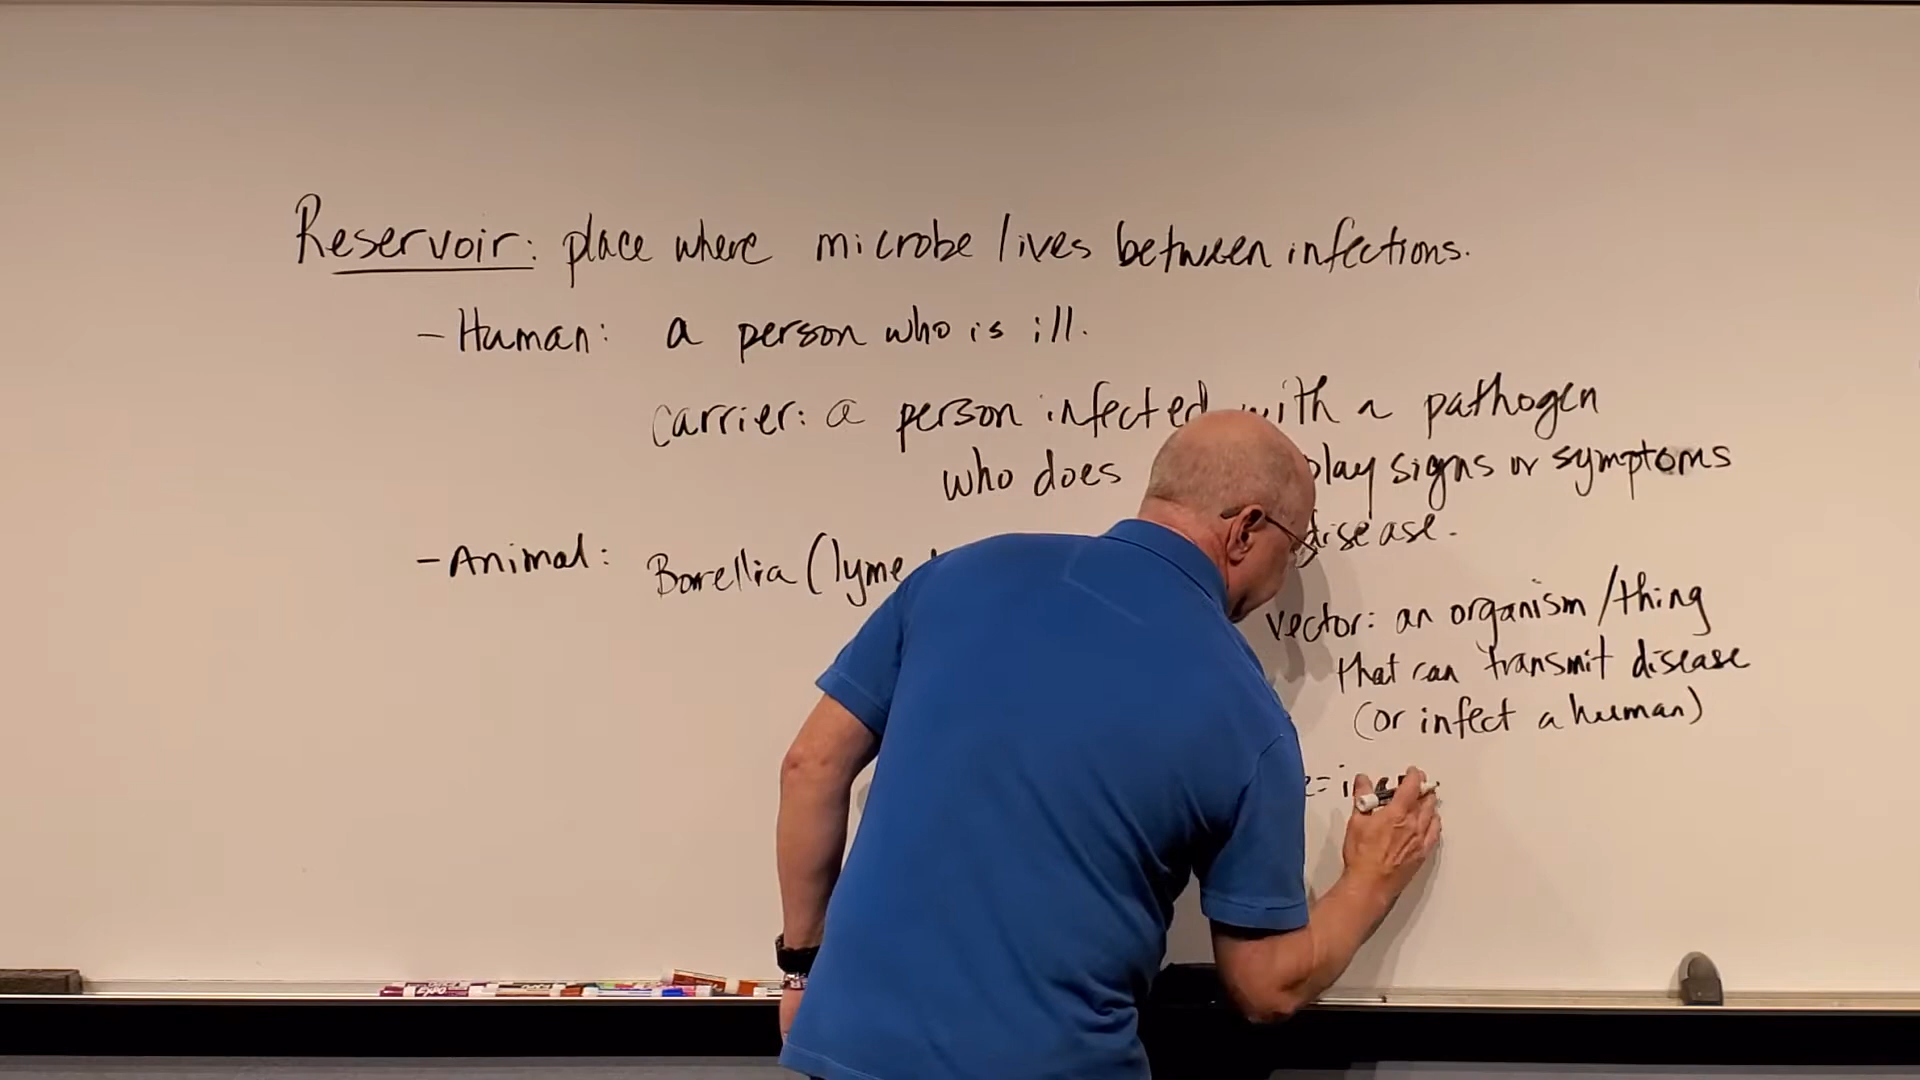 Reservoir: place where microbe lives between infections.
- Human: a person who is ill.
carrier: a person infected with a pathogen
who does play signs or symptoms
disease.
- Animal: Borrellia (lyme
vector: an organism/thing
that can transmit disease
(or infect a human)